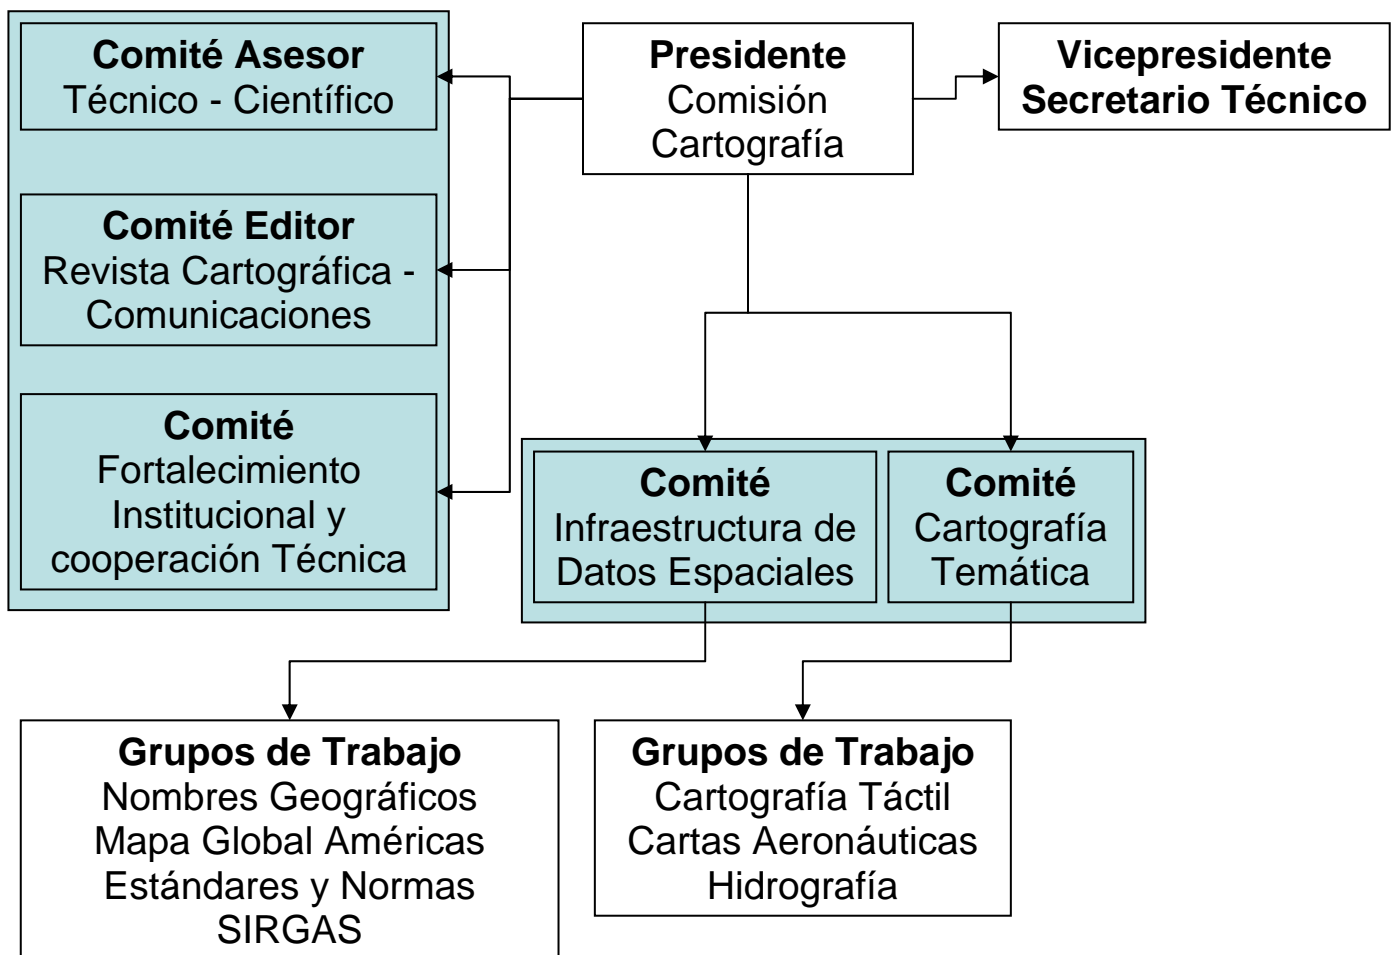 Comité Asesor
Técnico - Científico
Presidente
Comisión
Cartografía
Vicepresidente
Secretario Técnico
Comité Editor
Revista Cartográfica -
Comunicaciones
Comité
Fortalecimiento
Institucional y
cooperación Técnica
Comité
Infraestructura de
Datos Espaciales
Comité
Cartografía
Temática
Grupos de Trabajo
Nombres Geográficos
Mapa Global Américas
Estándares y Normas
SIRGAS
Grupos de Trabajo
Cartografía Táctil
Cartas Aeronáuticas
Hidrografía